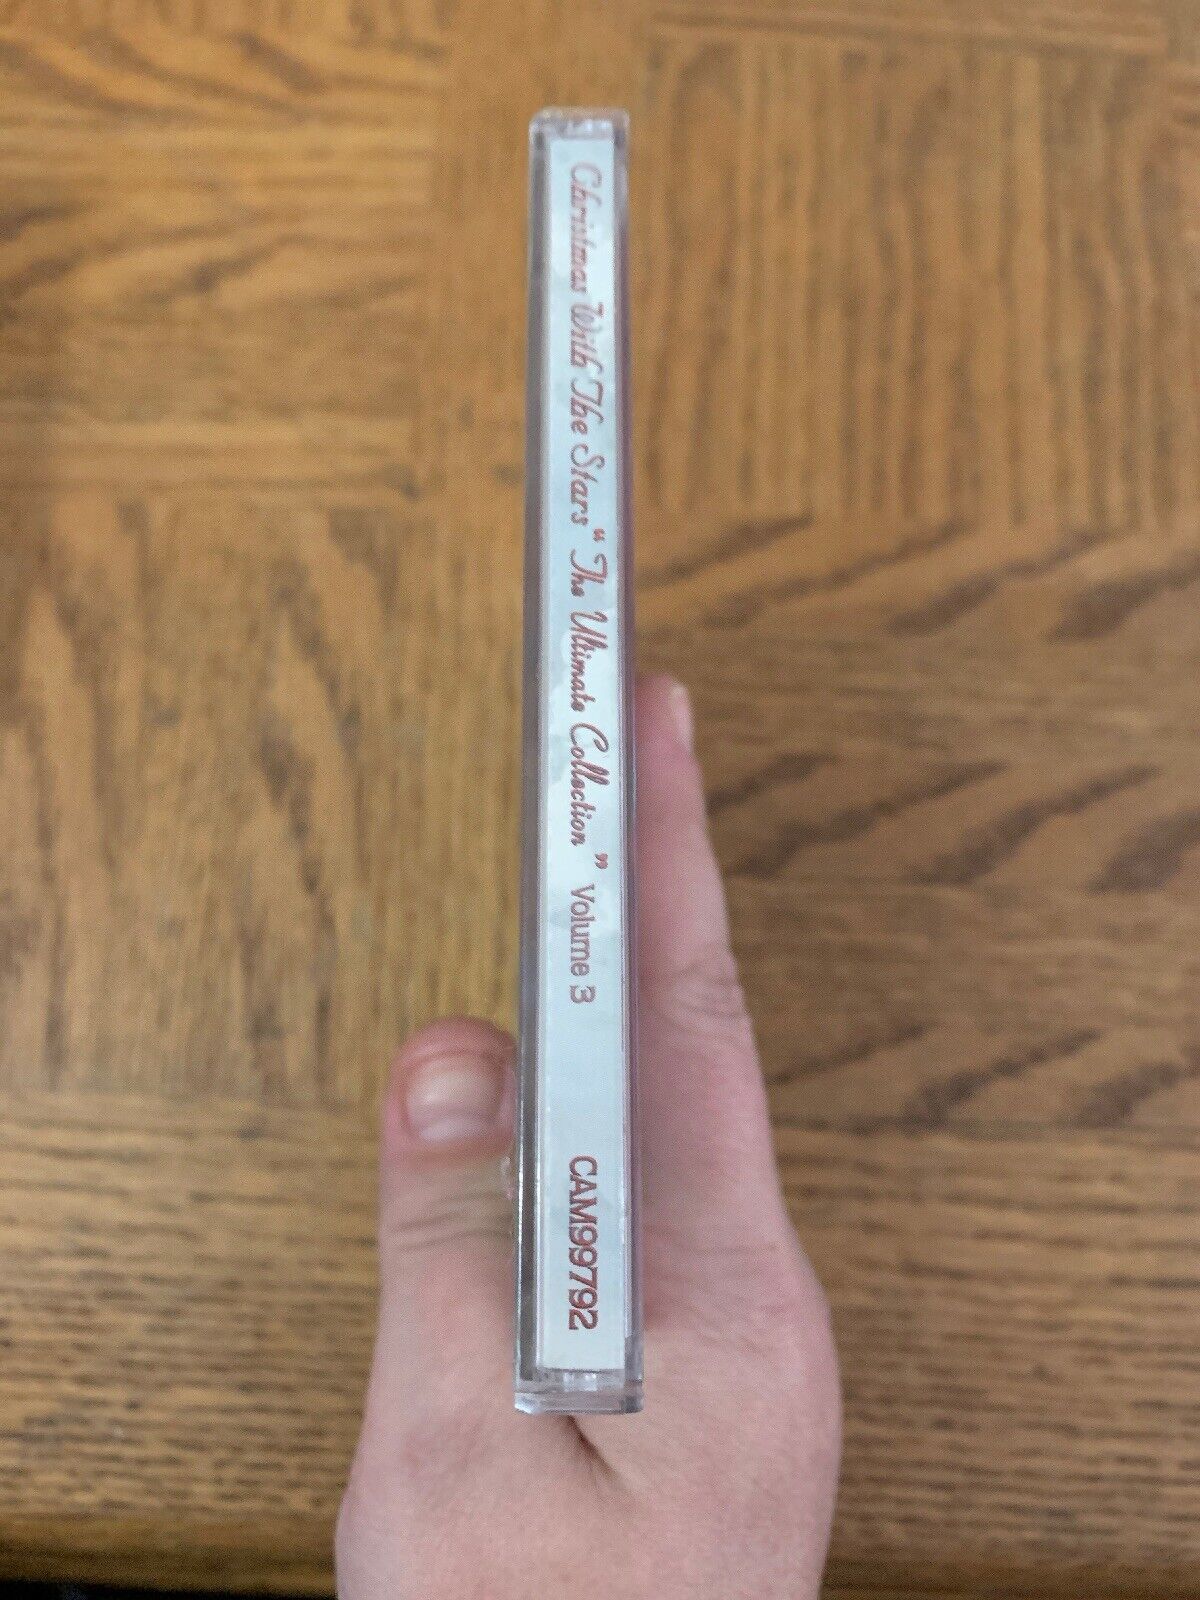 Christmas With The Stars “The Ultimate Collection” Volume 3 CAM99792